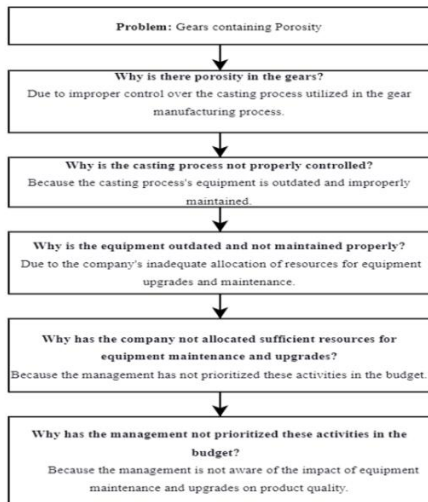 Problem: Gears containing Porosity
Why is there porosity in the gears?
Due to improper control over the casting process utilized in the gear
manufacturing process.
Why is the casting process not properly controlled?
Because the casting process's equipment is outdated and improperly
maintained.
Why is the equipment outdated and not maintained properly?
Due to the company's inadequate allocation of resources for equipment
upgrades and maintenance.
Why has the company not allocated sufficient resources for
equipment maintenance and upgrades?
Because the management has not prioritized these activities in the budget.
Why has the management not prioritized these activities in the
budget?
Because the management is not aware of the impact of equipment
maintenance and upgrades on product quality.